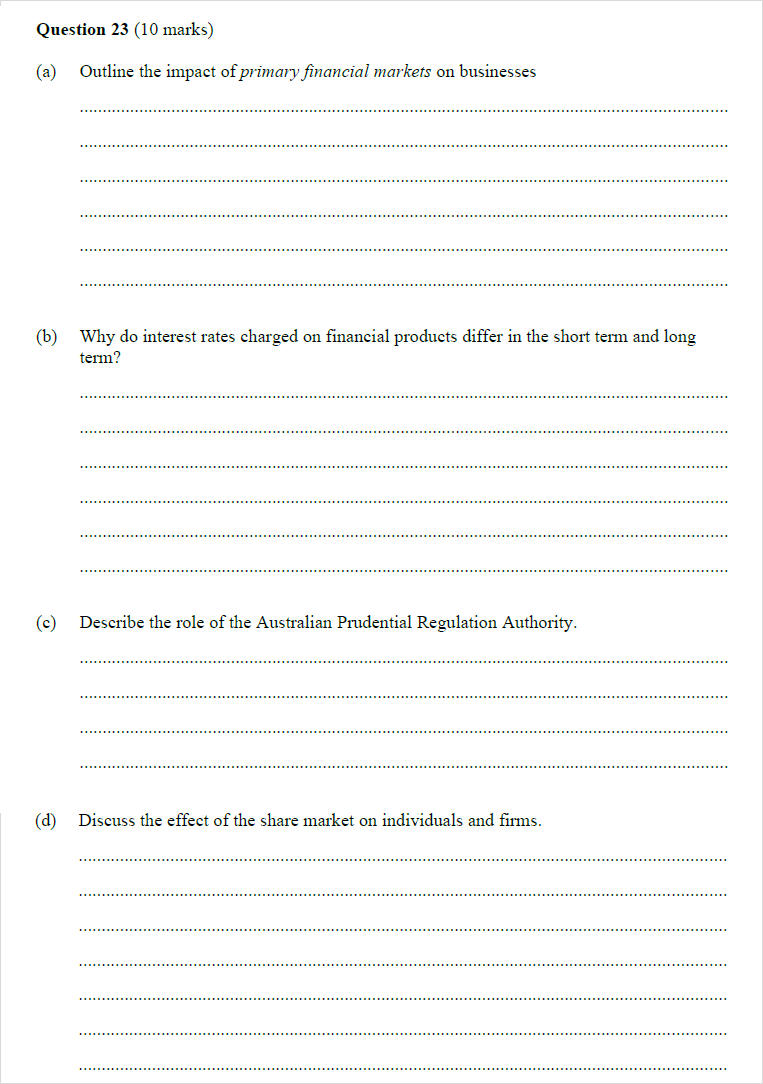 Question 23 (10 marks)
(a) Outline the impact of primary financial markets on businesses
(b) Why do interest rates charged on financial products differ in the short term and long
term?
(c) Describe the role of the Australian Prudential Regulation Authority.
(d) Discuss the effect of the share market on individuals and firms.